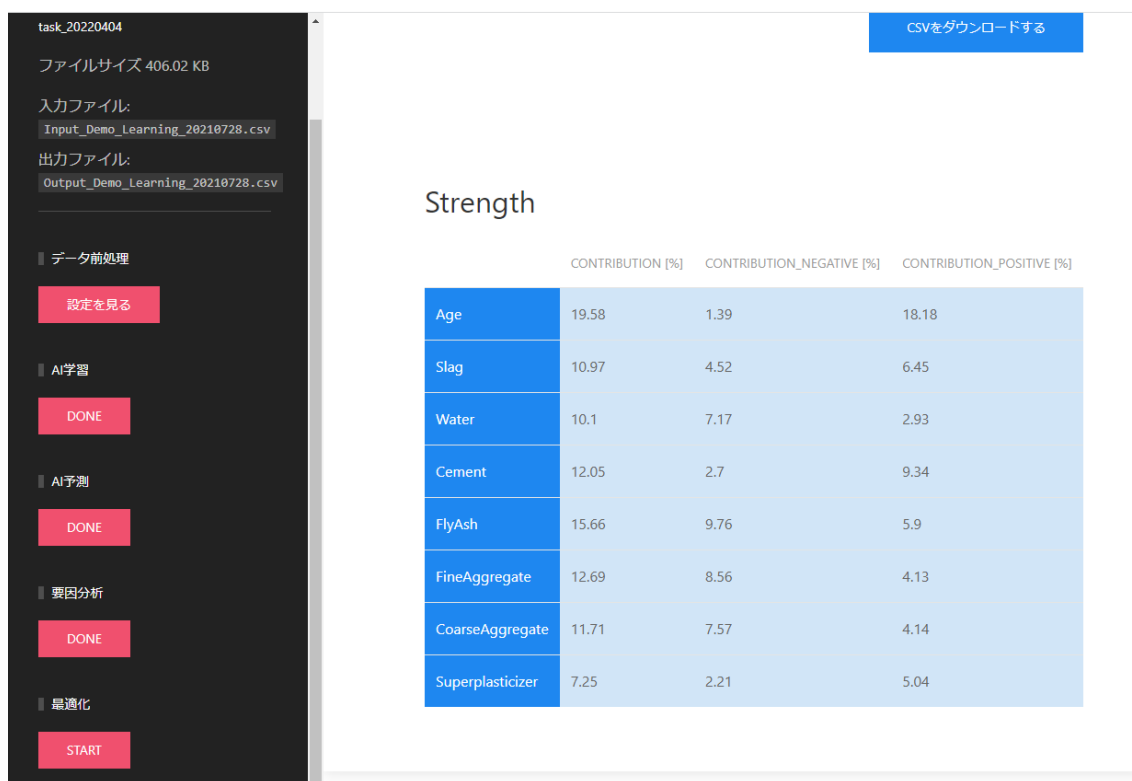 task_20220404
ファイルサイズ 406.02 KB
入力ファイル:
Input_Demo_Learning_20210728.csv
出力ファイル:
Output_Demo_Learning_20210728.csv
データ前処理
設定を見る
AI学習
DONE
AI予測
DONE
要因分析
DONE
最適化
START
CSVをダウンロードする
Strength
CONTRIBUTION [%] CONTRIBUTION_NEGATIVE [%] CONTRIBUTION_POSITIVE [%]
Age 19.58 1.39 18.18
Slag 10.97 4.52 6.45
Water 10.1 7.17 2.93
Cement 12.05 2.7 9.34
FlyAsh 15.66 9.76 5.9
FineAggregate 12.69 8.56 4.13
CoarseAggregate 11.71 7.57 4.14
Superplasticizer 7.25 2.21 5.04